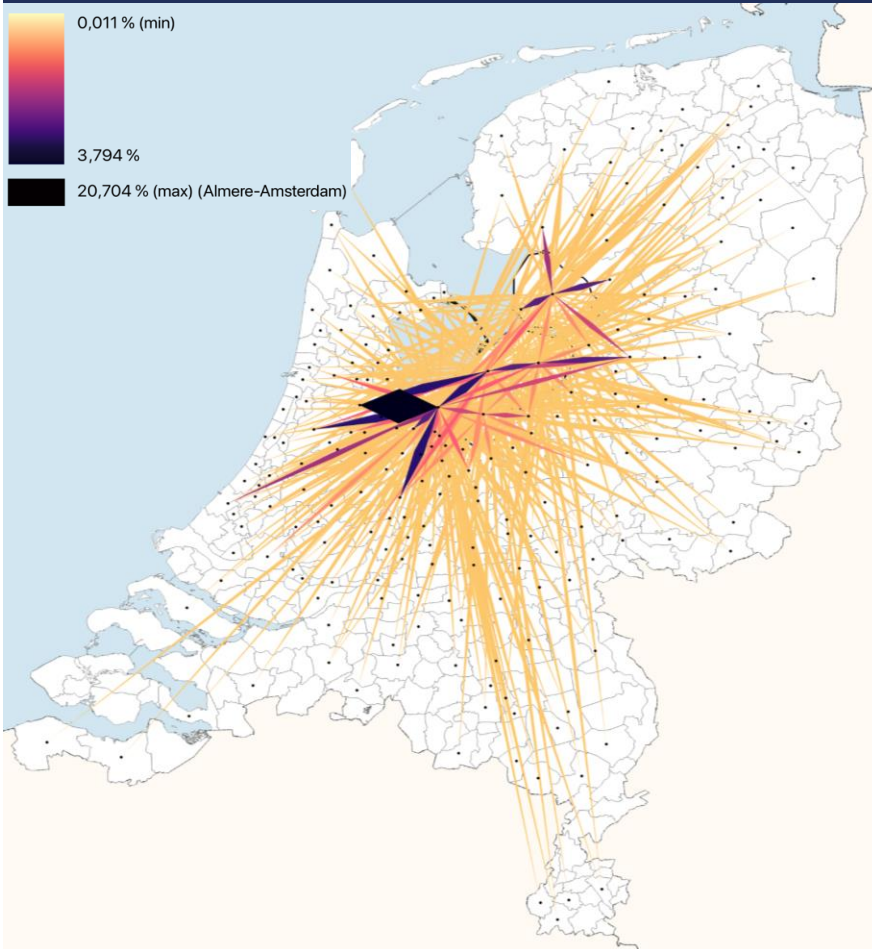 0,011 % (min)
3,794 %
20,704 % (max) (Almere-Amsterdam)